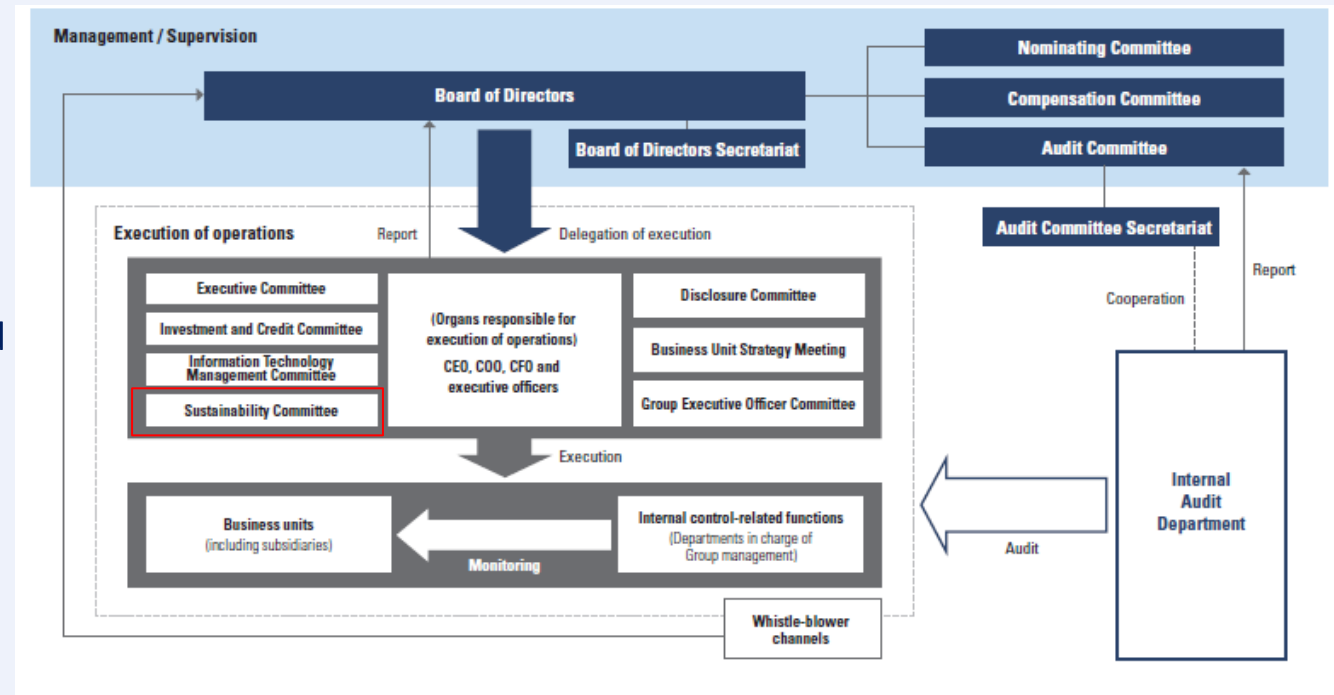 Management / Supervision
Board of Directors
Board of Directors Secretariat
Nominating Committee
Compensation Committee
Audit Committee
Audit Committee Secretariat
Execution of operations
Report
Delegation of execution
Executive Committee
Investment and Credit Committee
Information Technology
Management Committee
Sustainability Committee
(Organs responsible for
execution of operations)
CEO, COO, CFO and
executive officers
Disclosure Committee
Business Unit Strategy Meeting
Group Executive Officer Committee
Cooperation
Report
Execution
Business units
(including subsidiaries)
Monitoring
Internal control-related functions
(Departments in charge of
Group management)
Audit
Internal
Audit
Department
Whistle-blower
channels